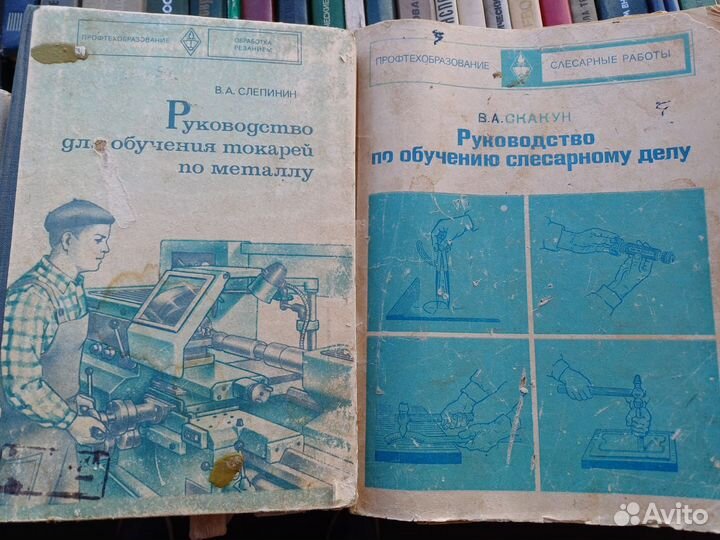 ПРОФТЕХОБРАЗОВАНИЕ
ОБРАБОТКА
РЕЗАНИЕМ
В.А. СЛЕПИНИН
Руководство
для обучения токарей
по металлу
ПРОФТЕХОБРАЗОВАНИЕ
СЛЕСАРНЫЕ РАБОТЫ
В.А. СКАКУН
Руководство
по обучению слесарному делу
Avito